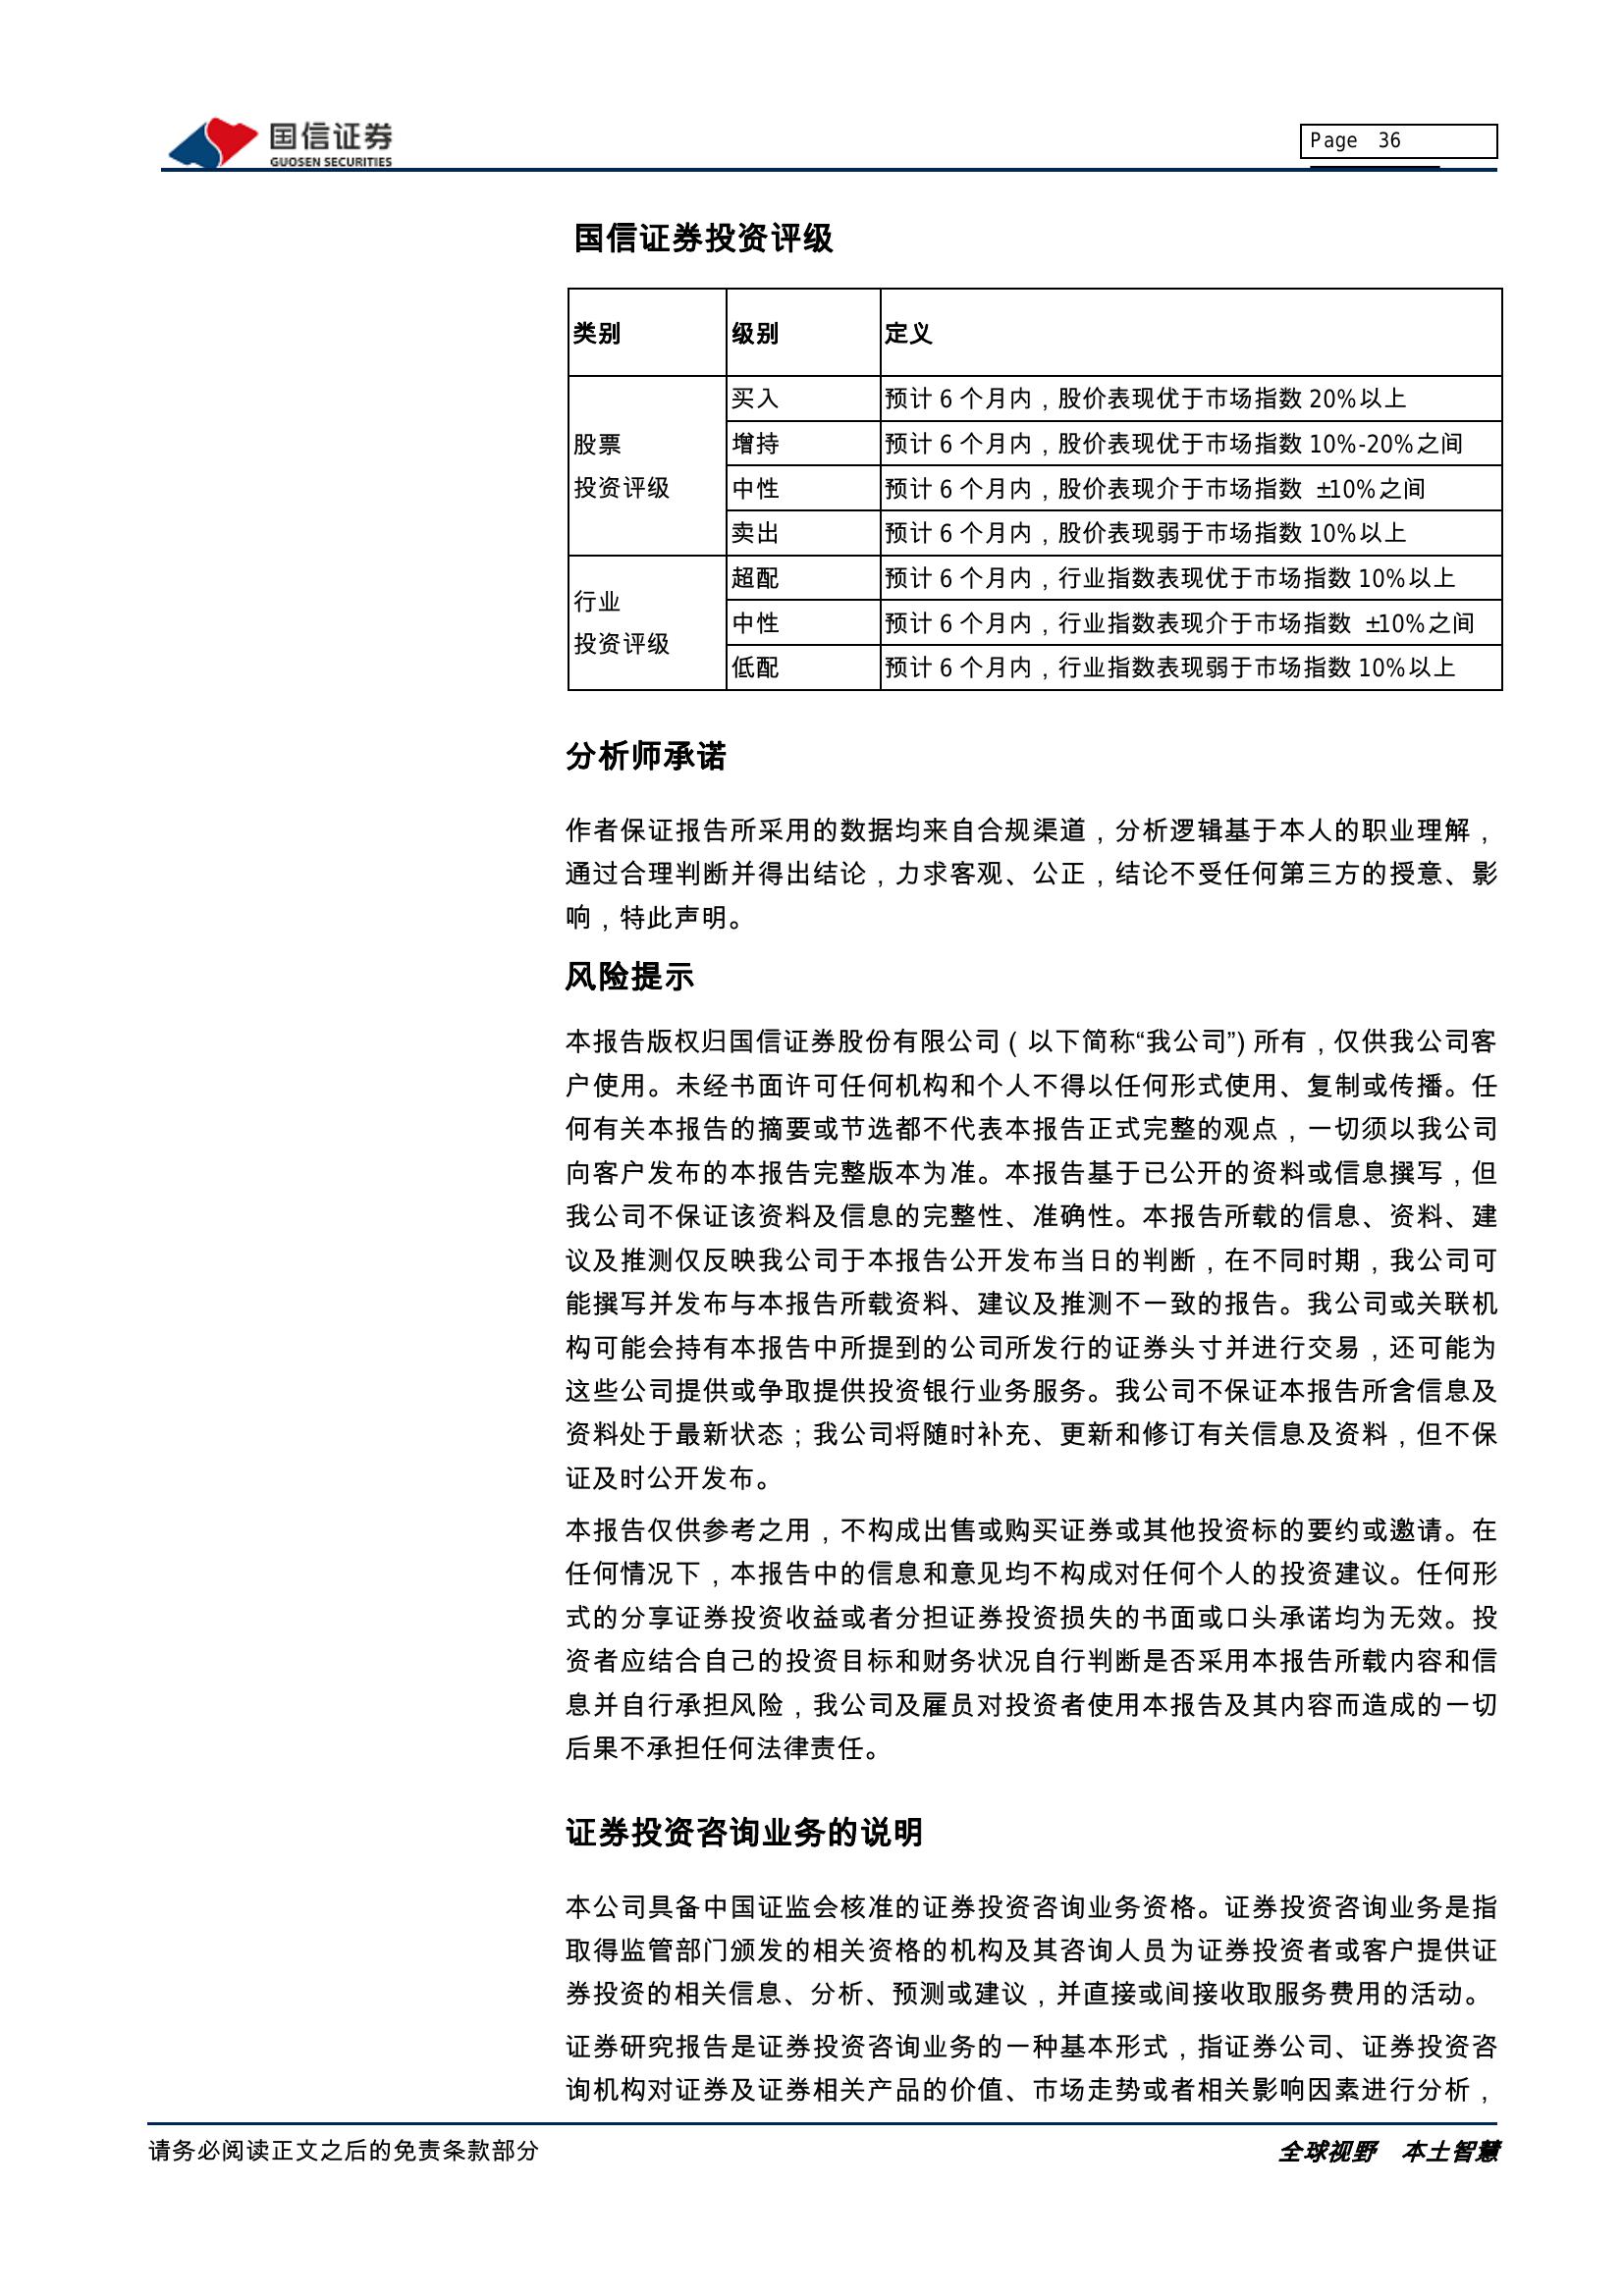 国信证券
GUOSEN SECURITIES
Page 36
国信证券投资评级
类别 级别 定义
股票
投资评级
买入 预计 6 个月内，股价表现优于市场指数 20%以上
增持 预计 6 个月内，股价表现优于市场指数 10%-20%之间
中性 预计 6 个月内，股价表现介于市场指数 ±10%之间
卖出 预计 6 个月内，股价表现弱于市场指数 10%以上
行业
投资评级
超配 预计 6 个月内，行业指数表现优于市场指数 10%以上
中性 预计 6 个月内，行业指数表现介于市场指数 ±10%之间
低配 预计 6 个月内，行业指数表现弱于市场指数 10%以上
分析师承诺
作者保证报告所采用的数据均来自合规渠道，分析逻辑基于本人的职业理解，
通过合理判断并得出结论，力求客观、公正，结论不受任何第三方的授意、影
响，特此声明。
风险提示
本报告版权归国信证券股份有限公司（以下简称“我公司”)所有，仅供我公司客
户使用。未经书面许可任何机构和个人不得以任何形式使用、复制或传播。任
何有关本报告的摘要或节选都不代表本报告正式完整的观点，一切须以我公司
向客户发布的本报告完整版本为准。本报告基于已公开的资料或信息撰写，但
我公司不保证该资料及信息的完整性、准确性。本报告所载的信息、资料、建
议及推测仅反映我公司于本报告公开发布当日的判断，在不同时期，我公司可
能撰写并发布与本报告所载资料、建议及推测不一致的报告。我公司或关联机
构可能会持有本报告中所提到的公司所发行的证券头寸并进行交易，还可能为
这些公司提供或争取提供投资银行业务服务。我公司不保证本报告所含信息及
资料处于最新状态；我公司将随时补充、更新和修订有关信息及资料，但不保
证及时公开发布。
本报告仅供参考之用，不构成出售或购买证券或其他投资标的要约或邀请。在
任何情况下，本报告中的信息和意见均不构成对任何个人的投资建议。任何形
式的分享证券投资收益或者分担证券投资损失的书面或口头承诺均为无效。投
资者应结合自己的投资目标和财务状况自行判断是否采用本报告所载内容和信
息并自行承担风险，我公司及雇员对投资者使用本报告及其内容而造成的一切
后果不承担任何法律责任。
证券投资咨询业务的说明
本公司具备中国证监会核准的证券投资咨询业务资格。证券投资咨询业务是指
取得监管部门颁发的相关资格的机构及其咨询人员为证券投资者或客户提供证
券投资的相关信息、分析、预测或建议，并直接或间接收取服务费用的活动。
证券研究报告是证券投资咨询业务的一种基本形式，指证券公司、证券投资咨
询机构对证券及证券相关产品的价值、市场走势或者相关影响因素进行分析，
请务必阅读正文之后的免责条款部分
全球视野 本土智慧